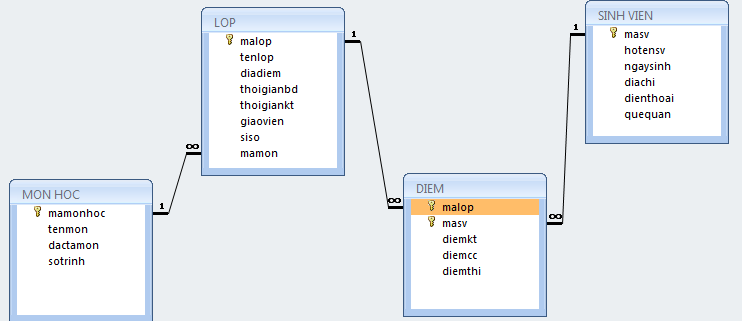 LOP
malop
tenlop
diadiem
thoigianbd
thoigiankt
giaovien
siso
mamon
SINH VIEN
masv
hotensv
ngaysinh
diachi
dienthoai
quequan
MON HOC
mamonhoc
tenmon
dactamon
sotrinh
DIEM
malop
masv
diemkt
diemcc
diemthi
1
∞
1
∞
1
∞